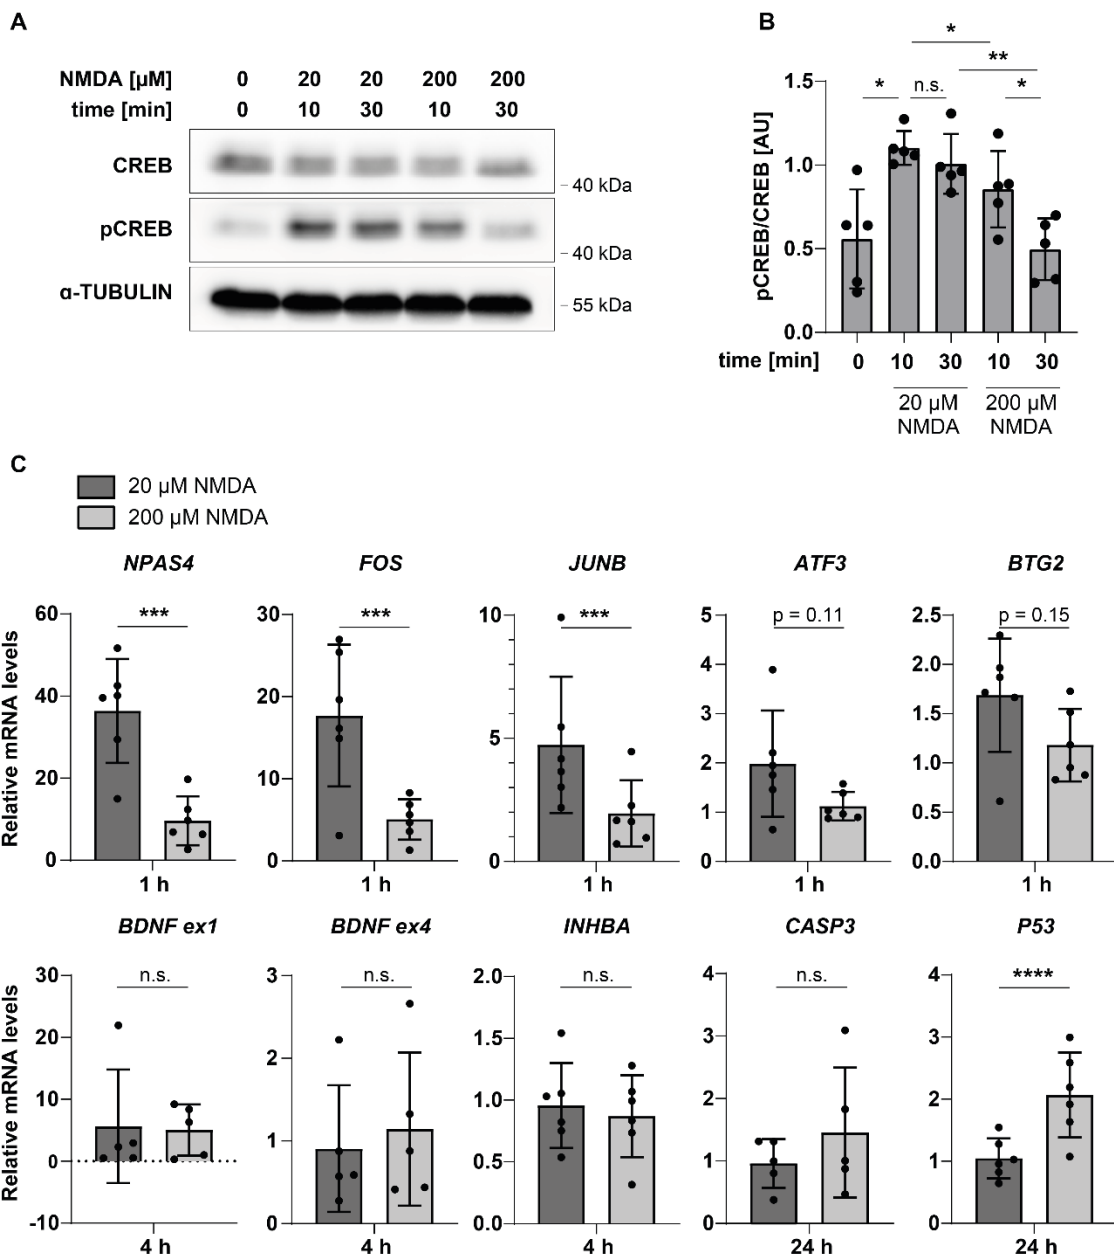 A
NMDA [µM] 0 20 20 200 200
time [min] 0 10 30 10 30
CREB
40 kDa
pCREB
40 kDa
α-TUBULIN
55 kDa
B
*
**
* n.s. *
pCREB/CREB [AU]
1.5
1.0
0.5
0.0
time [min] 0 10 30 10 30
20 µM NMDA
200 µM NMDA
C
20 µM NMDA
200 µM NMDA
NPAS4 FOS JUNB ATF3 BTG2
Relative mRNA levels
60
40
20
0
***
1 h
30
20
10
0
***
1 h
10
5
0
***
1 h
5
4
3
2
1
0
p = 0.11
1 h
2.5
2.0
1.5
1.0
0.5
0.0
p = 0.15
1 h
BDNF ex1 BDNF ex4 INHBA CASP3 P53
Relative mRNA levels
30
20
10
0
-10
n.s.
4 h
3
2
1
0
n.s.
4 h
2.0
1.5
1.0
0.5
0.0
n.s.
4 h
4
3
2
1
0
n.s.
24 h
4
3
2
1
0
****
24 h